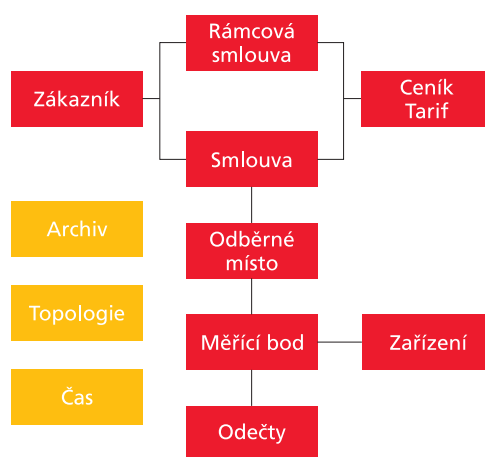 Rámcová
smlouva
Zákazník
Ceník
Tarif
Smlouva
Archiv
Odběrné
místo
Topologie
Měřící bod
Zařízení
Čas
Odečty